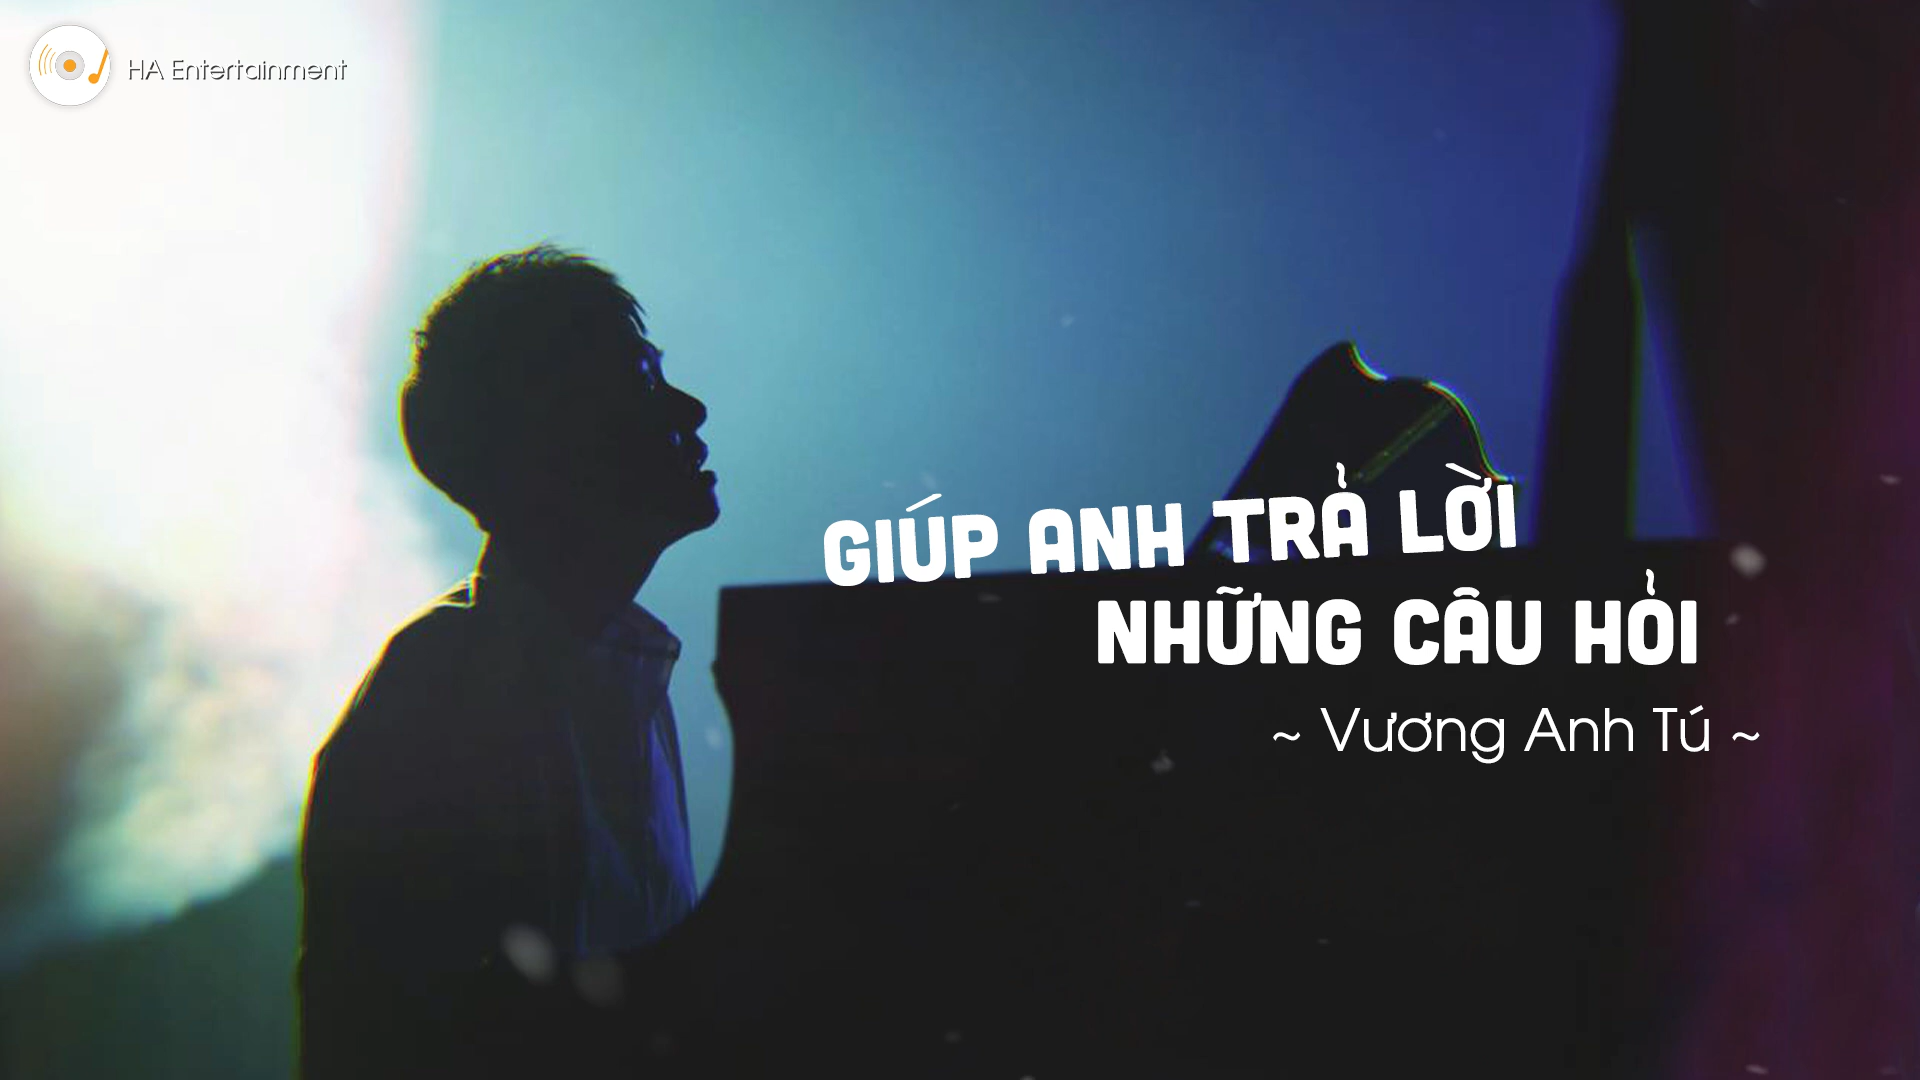 HA Entertainment
GIÚP ANH TRẢ LỜI
NHỮNG CÂU HỎI
~ Vương Anh Tú ~